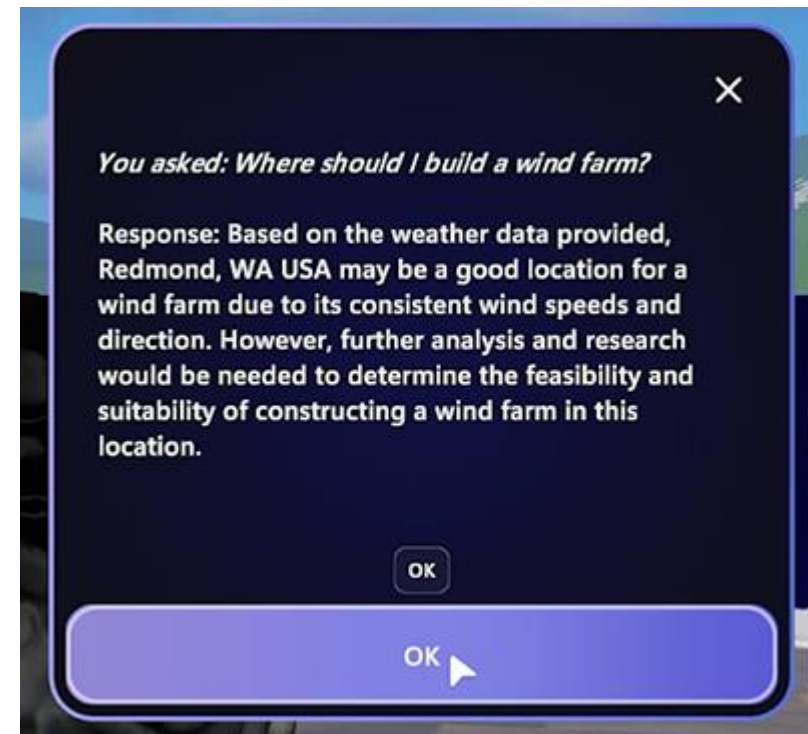 You asked: Where should I build a wind farm?
Response: Based on the weather data provided,
Redmond, WA USA may be a good location for a
wind farm due to its consistent wind speeds and
direction. However, further analysis and research
would be needed to determine the feasibility and
suitability of constructing a wind farm in this
location.
OK
OK